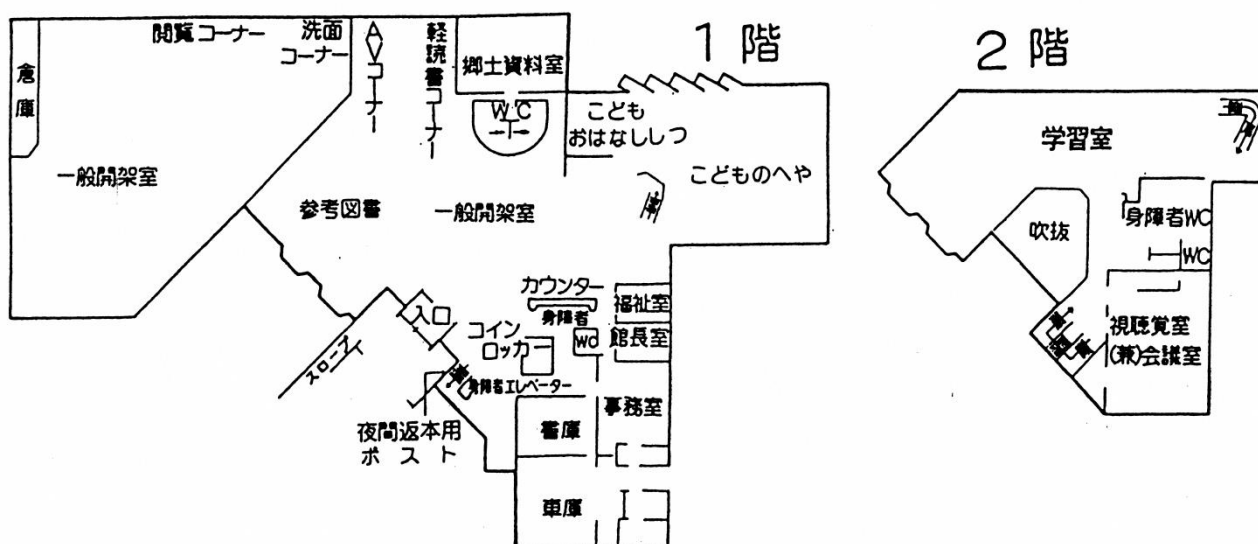 1階
2階
倉庫
閲覧コーナー
洗面
コーナー
AVコーナー
軽読書コーナー
郷土資料室
WC
こども
おはなししつ
こどものへや
一般開架室
参考図書
一般開架室
カウンター
身障者
WC
福祉室
館長室
入口
コイン
ロッカー
スロープ
身障者エレベーター
事務室
夜間返本用
ポスト
書庫
車庫
学習室
吹抜
身障者WC
WC
視聴覚室
(兼)会議室